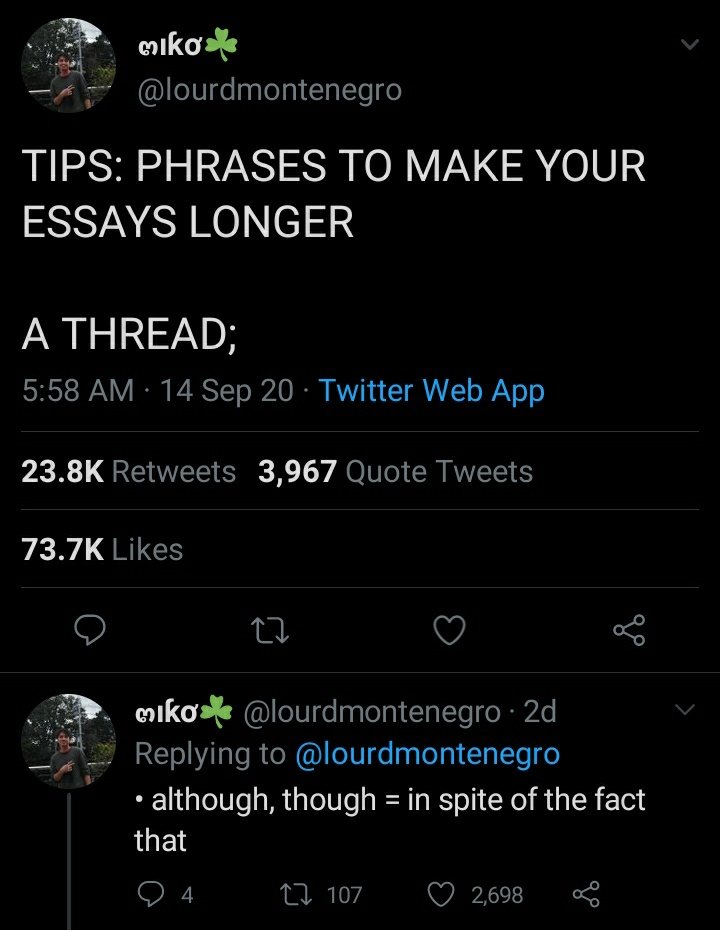 ოıƙơ☘
@lourdmontenegro
TIPS: PHRASES TO MAKE YOUR
ESSAYS LONGER
A THREAD;
5:58 AM · 14 Sep 20 · Twitter Web App
23.8K Retweets 3,967 Quote Tweets
73.7K Likes
ოıƙơ☘ @lourdmontenegro · 2d
Replying to @lourdmontenegro
• although, though = in spite of the fact
that
4 107 2,698